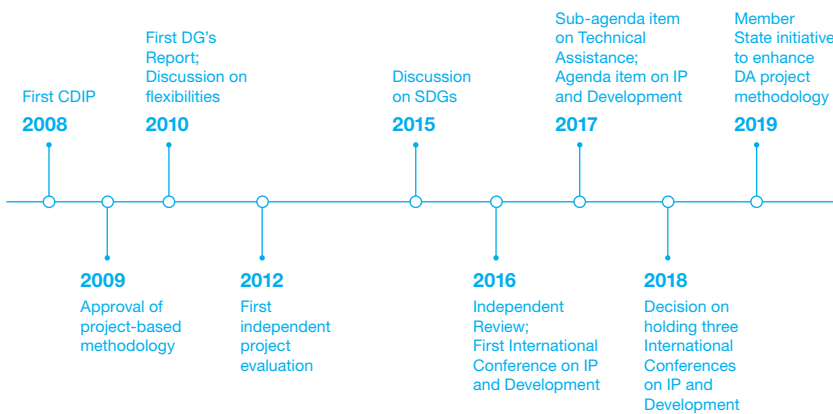 First CDIP
2008
First DG's
Report;
Discussion on
flexibilities
2010
Discussion
on SDGs
2015
Sub-agenda item
on Technical
Assistance;
Agenda item on IP
and Development
2017
Member
State initiative
to enhance
DA project
methodology
2019
2009
Approval of
project-based
methodology
2012
First
independent
project
evaluation
2016
Independent
Review;
First International
Conference on IP
and Development
2018
Decision on
holding three
International
Conferences
on IP and
Development